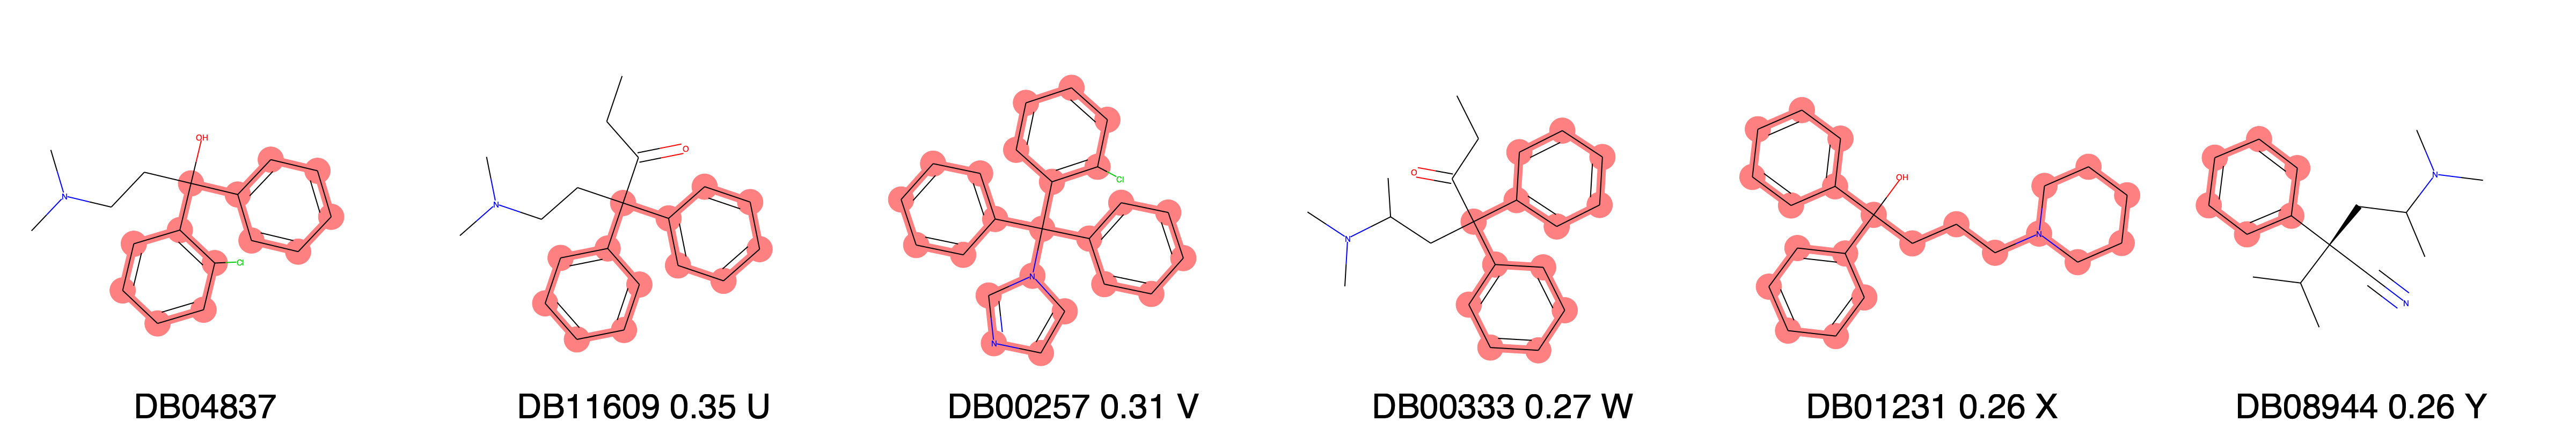 OH
N
Cl
DB04837
O
N
DB11609 0.35 U
Cl
N
N
DB00257 0.31 V
O
N
DB00333 0.27 W
OH
N
DB01231 0.26 X
N
N
DB08944 0.26 Y